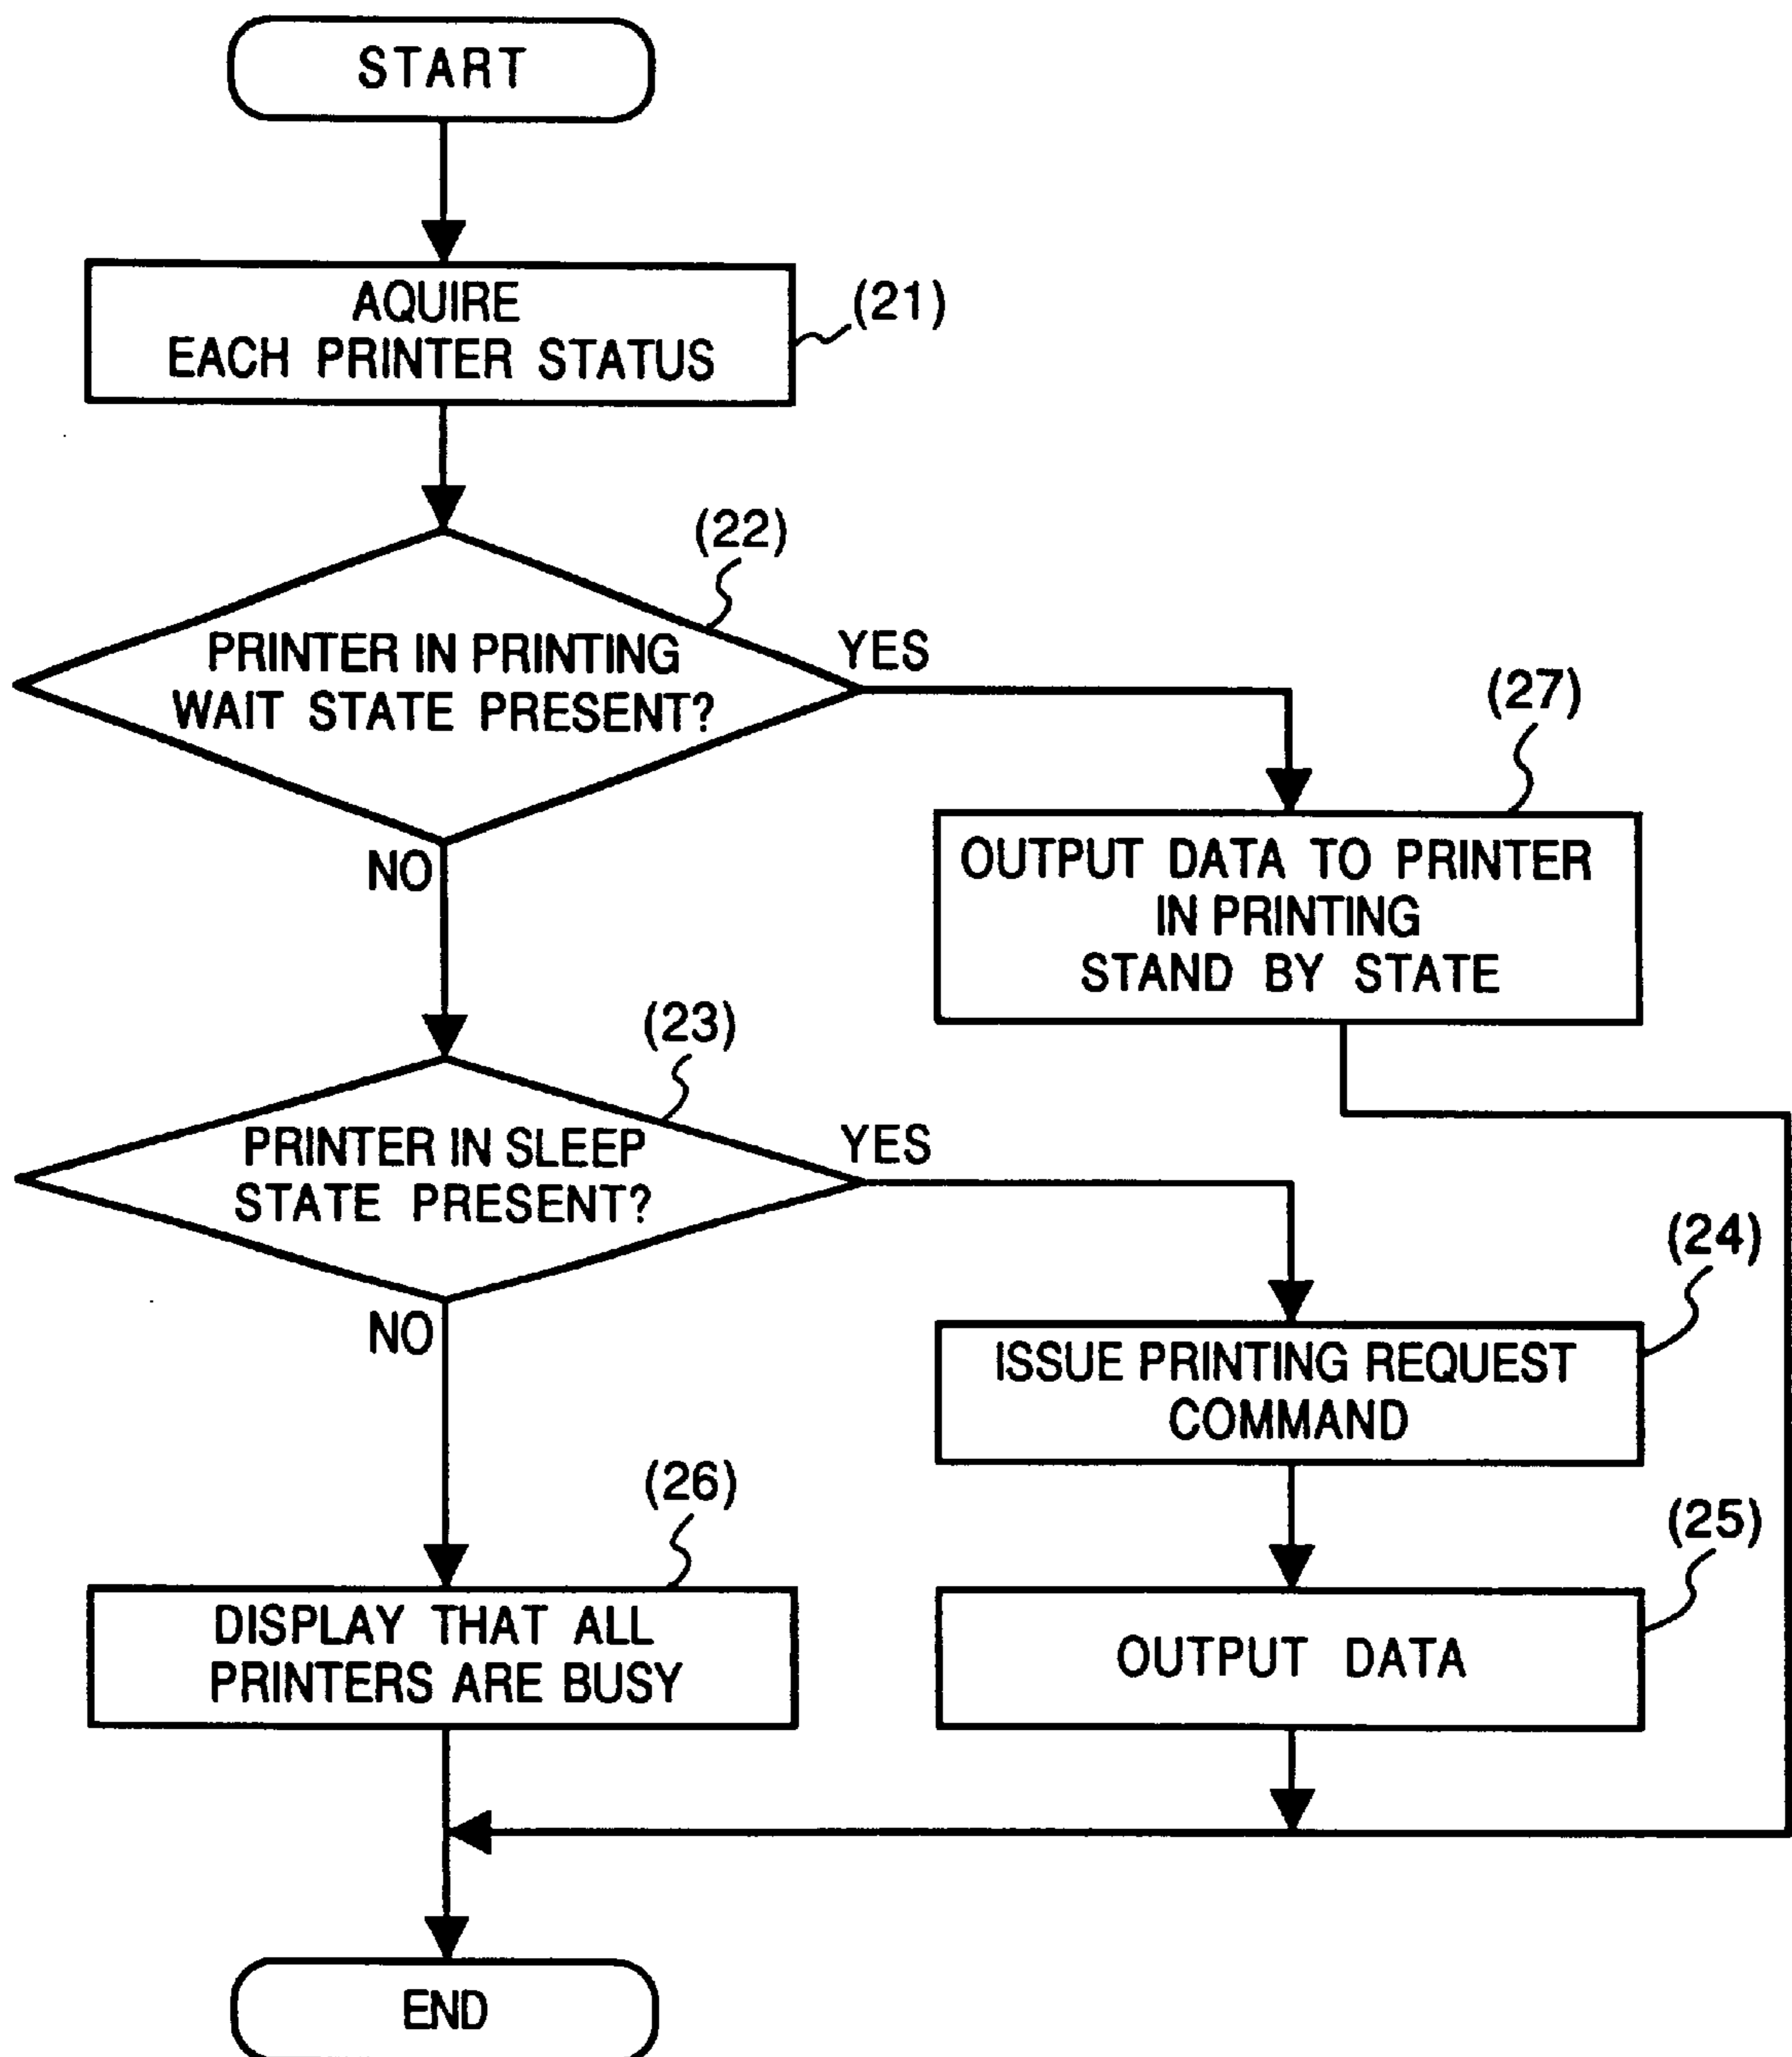 START
AQUIRE
EACH PRINTER STATUS
(21)
(22)
PRINTER IN PRINTING
WAIT STATE PRESENT?
YES
NO
(27)
OUTPUT DATA TO PRINTER
IN PRINTING
STAND BY STATE
(23)
PRINTER IN SLEEP
STATE PRESENT?
YES
NO
(24)
ISSUE PRINTING REQUEST
COMMAND
(26)
DISPLAY THAT ALL
PRINTERS ARE BUSY
(25)
OUTPUT DATA
END